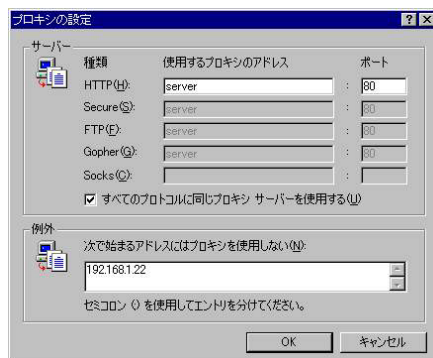 プロキシの設定
サーバー
種類 使用するプロキシのアドレス ポート
HTTP(H): server : 80
Secure(S): server : 80
FTP(F): server : 80
Gopher(G): server : 80
Socks(C): :
すべてのプロトコルに同じプロキシ サーバーを使用する(U)
例外
次で始まるアドレスにはプロキシを使用しない(N):
192.168.1.22
セミコロン (;) を使用してエントリを分けてください。
OK キャンセル